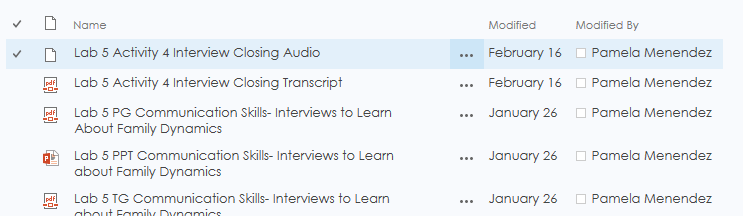 Name Modified Modified By
Lab 5 Activity 4 Interview Closing Audio ... February 16 Pamela Menendez
pdf Lab 5 Activity 4 Interview Closing Transcript ... February 16 Pamela Menendez
pdf Lab 5 PG Communication Skills- Interviews to Learn ... January 26 Pamela Menendez
About Family Dynamics
P Lab 5 PPT Communication Skills- Interviews to Learn ... January 26 Pamela Menendez
about Family Dynamics
pdf Lab 5 TG Communication Skills- Interviews to Learn ... January 26 Pamela Menendez
about Family Dynamics